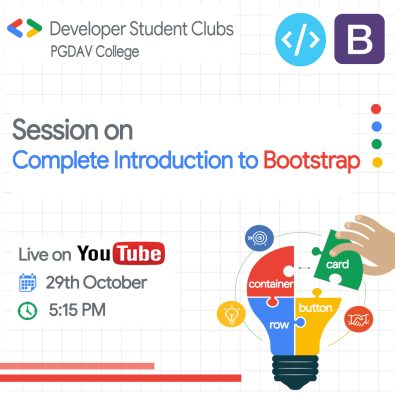 Developer Student Clubs
PGDAV College
</>
B
Session on
Complete Introduction to Bootstrap
Live on YouTube
29th October
5:15 PM
card
container
button
row